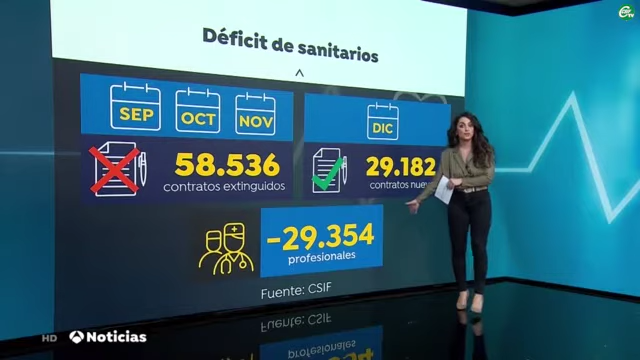 Déficit de sanitarios
SEP
OCT
NOV
DIC
58.536
contratos extinguidos
29.182
contratos nuev
-29.354
profesionales
Fuente: CSIF
HD
Noticias